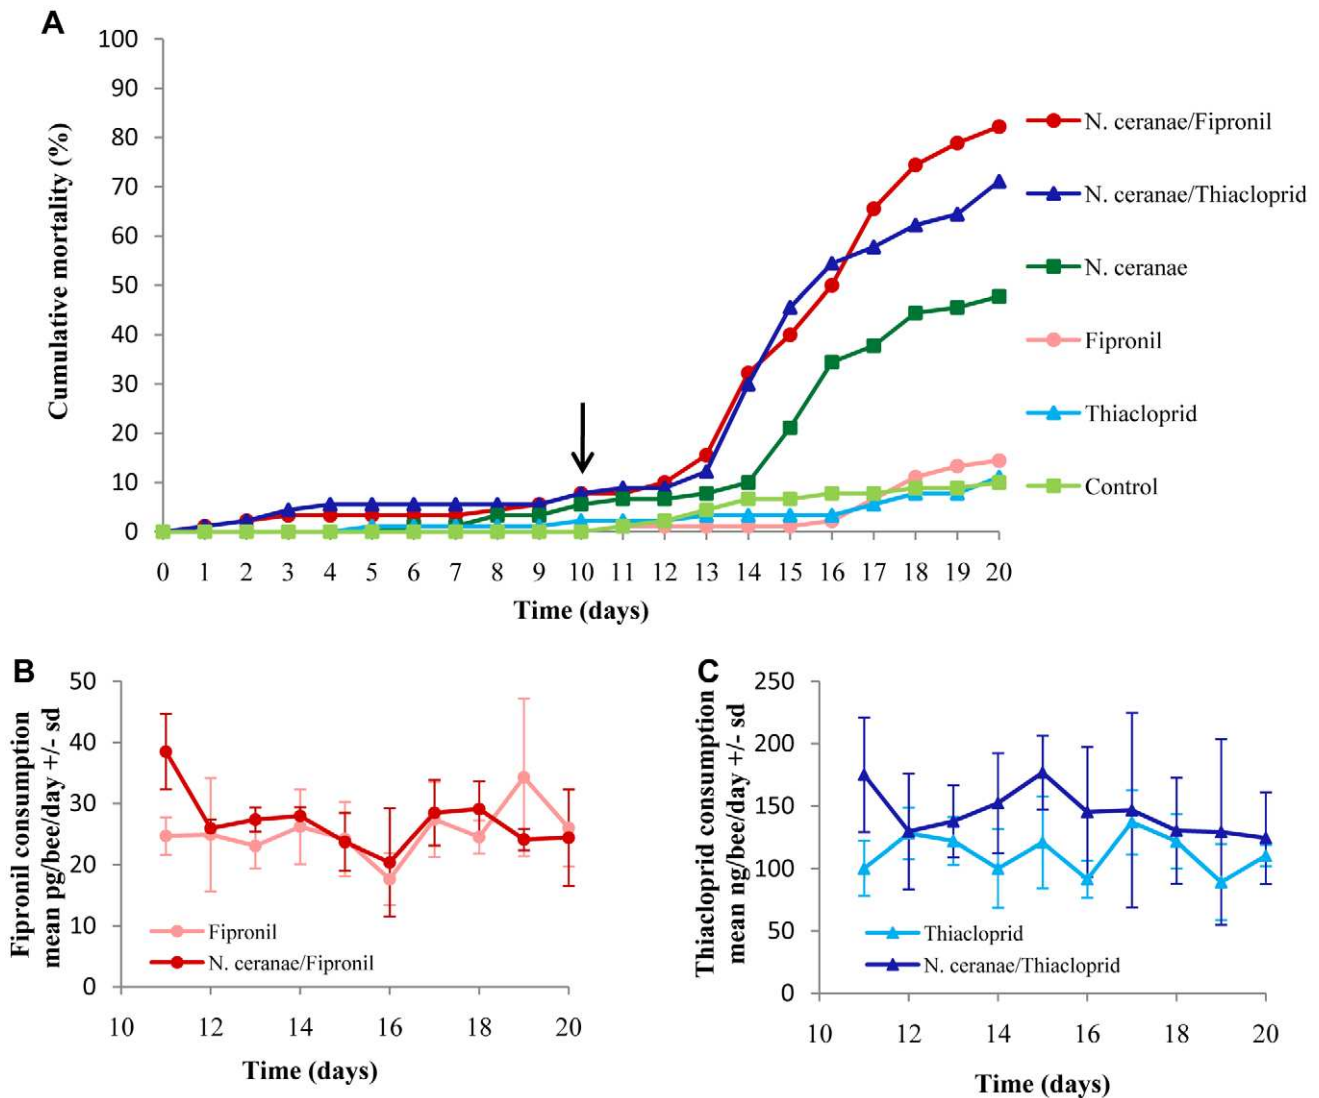 A
100
90
80
70
60
50
40
30
20
10
0
Cumulative mortality (%)
0 1 2 3 4 5 6 7 8 9 10 11 12 13 14 15 16 17 18 19 20
Time (days)
N. ceranae/Fipronil
N. ceranae/Thiacloprid
N. ceranae
Fipronil
Thiacloprid
Control
B
50
40
30
20
10
0
Fipronil consumption
mean pg/bee/day +/- sd
Fipronil
N. ceranae/Fipronil
10 12 14 16 18 20
Time (days)
C
250
200
150
100
50
0
Thiacloprid consumption
mean ng/bee/day +/- sd
Thiacloprid
N. ceranae/Thiacloprid
10 12 14 16 18 20
Time (days)